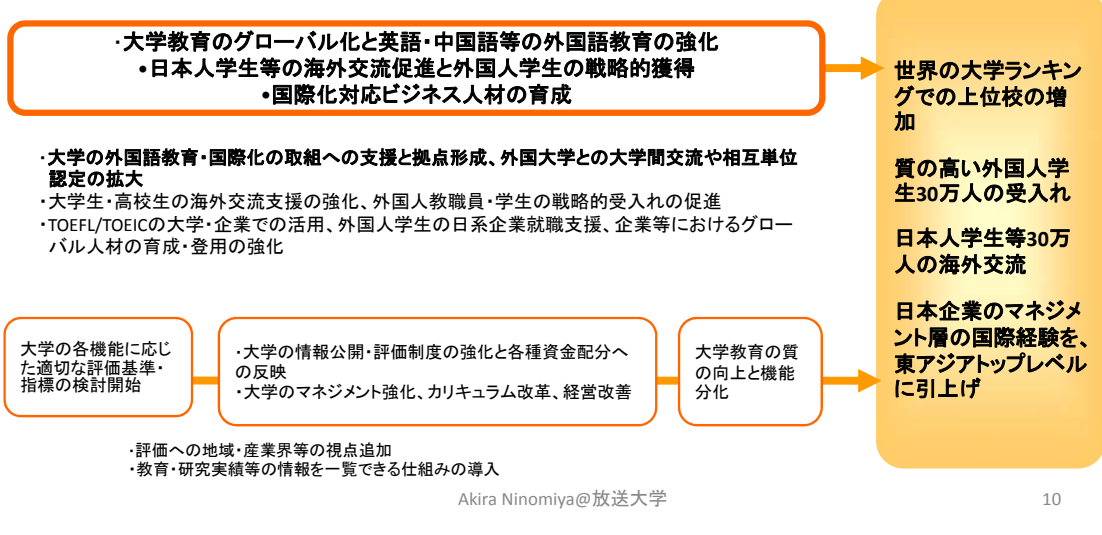 ・大学教育のグローバル化と英語・中国語等の外国語教育の強化
•日本人学生等の海外交流促進と外国人学生の戦略的獲得
•国際化対応ビジネス人材の育成
・大学の外国語教育・国際化の取組への支援と拠点形成、外国大学との大学間交流や相互単位
認定の拡大
・大学生・高校生の海外交流支援の強化、外国人教職員・学生の戦略的受入れの促進
・TOEFL/TOEICの大学・企業での活用、外国人学生の日系企業就職支援、企業等におけるグロー
バル人材の育成・登用の強化
大学の各機能に応じ
た適切な評価基準・
指標の検討開始
・大学の情報公開・評価制度の強化と各種資金配分へ
の反映
・大学のマネジメント強化、カリキュラム改革、経営改善
大学教育の質
の向上と機能
分化
・評価への地域・産業界等の視点追加
・教育・研究実績等の情報を一覧できる仕組みの導入
世界の大学ランキン
グでの上位校の増
加
質の高い外国人学
生30万人の受入れ
日本人学生等30万
人の海外交流
日本企業のマネジメ
ント層の国際経験を、
東アジアトップレベル
に引上げ
Akira Ninomiya@放送大学
10